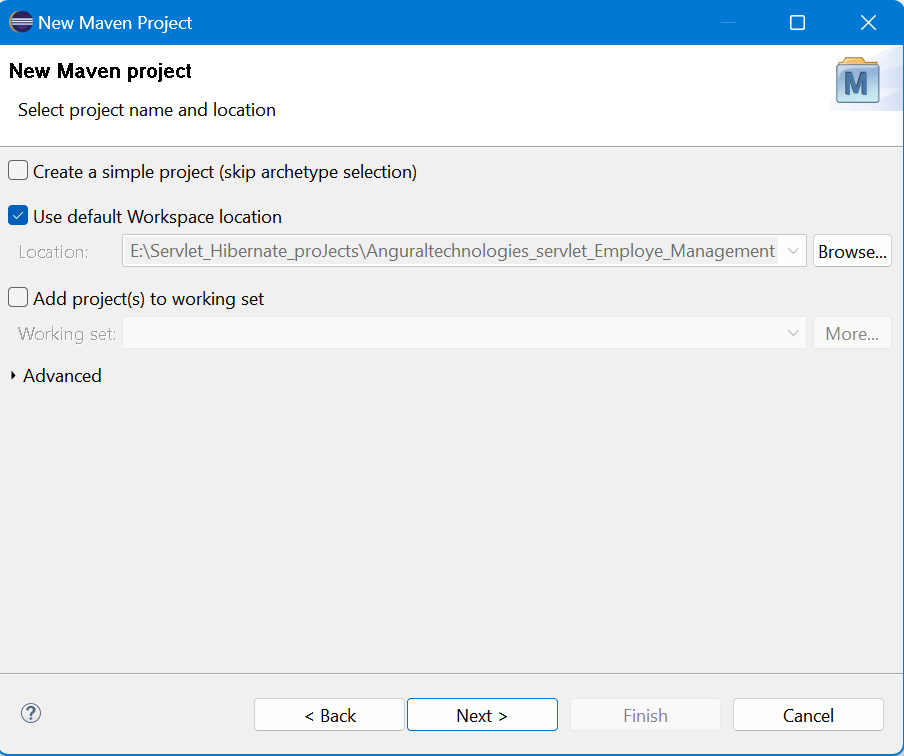 New Maven Project
New Maven project
Select project name and location
M
Create a simple project (skip archetype selection)
Use default Workspace location
Location: E:\Servlet_Hibernate_proJects\Anguraltechnologies_servlet_Employe_Management Browse...
Add project(s) to working set
Working set: More...
Advanced
? < Back Next > Finish Cancel